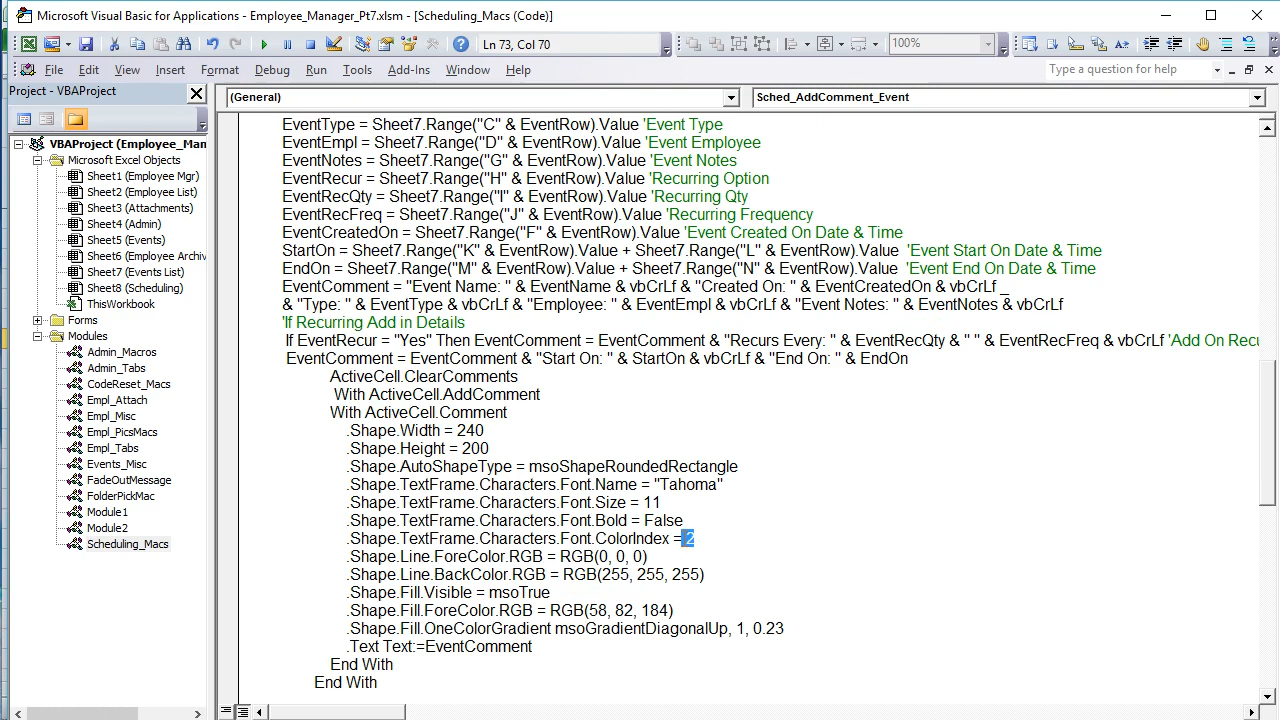 Microsoft Visual Basic for Applications - Employee_Manager_Pt7.xlsm - [Scheduling_Macs (Code)]
Ln 73, Col 70
100%
File Edit View Insert Format Debug Run Tools Add-Ins Window Help
Type a question for help
Project - VBAProject
(General)
Sched_AddComment_Event
VBAProject (Employee_Man
Microsoft Excel Objects
Sheet1 (Employee Mgr)
Sheet2 (Employee List)
Sheet3 (Attachments)
Sheet4 (Admin)
Sheet5 (Events)
Sheet6 (Employee Archiv
Sheet7 (Events List)
Sheet8 (Scheduling)
ThisWorkbook
Forms
Modules
Admin_Macros
Admin_Tabs
CodeReset_Macs
Empl_Attach
Empl_Misc
Empl_PicsMacs
Empl_Tabs
Events_Misc
FadeOutMessage
FolderPickMac
Module1
Module2
Scheduling_Macs
EventType = Sheet7.Range("C" & EventRow).Value 'Event Type
EventEmpl = Sheet7.Range("D" & EventRow).Value 'Event Employee
EventNotes = Sheet7.Range("G" & EventRow).Value 'Event Notes
EventRecur = Sheet7.Range("H" & EventRow).Value 'Recurring Option
EventRecQty = Sheet7.Range("I" & EventRow).Value 'Recurring Qty
EventRecFreq = Sheet7.Range("J" & EventRow).Value 'Recurring Frequency
EventCreatedOn = Sheet7.Range("F" & EventRow).Value 'Event Created On Date & Time
StartOn = Sheet7.Range("K" & EventRow).Value + Sheet7.Range("L" & EventRow).Value 'Event Start On Date & Time
EndOn = Sheet7.Range("M" & EventRow).Value + Sheet7.Range("N" & EventRow).Value 'Event End On Date & Time
EventComment = "Event Name: " & EventName & vbCrLf & "Created On: " & EventCreatedOn & vbCrLf _
& "Type: " & EventType & vbCrLf & "Employee: " & EventEmpl & vbCrLf & "Event Notes: " & EventNotes & vbCrLf
'If Recurring Add in Details
If EventRecur = "Yes" Then EventComment = EventComment & "Recurs Every: " & EventRecQty & " " & EventRecFreq & vbCrLf 'Add On Recu
EventComment = EventComment & "Start On: " & StartOn & vbCrLf & "End On: " & EndOn
ActiveCell.ClearComments
With ActiveCell.AddComment
With ActiveCell.Comment
.Shape.Width = 240
.Shape.Height = 200
.Shape.AutoShapeType = msoShapeRoundedRectangle
.Shape.TextFrame.Characters.Font.Name = "Tahoma"
.Shape.TextFrame.Characters.Font.Size = 11
.Shape.TextFrame.Characters.Font.Bold = False
.Shape.TextFrame.Characters.Font.ColorIndex = 2
.Shape.Line.ForeColor.RGB = RGB(0, 0, 0)
.Shape.Line.BackColor.RGB = RGB(255, 255, 255)
.Shape.Fill.Visible = msoTrue
.Shape.Fill.ForeColor.RGB = RGB(58, 82, 184)
.Shape.Fill.OneColorGradient msoGradientDiagonalUp, 1, 0.23
.Text Text:=EventComment
End With
End With